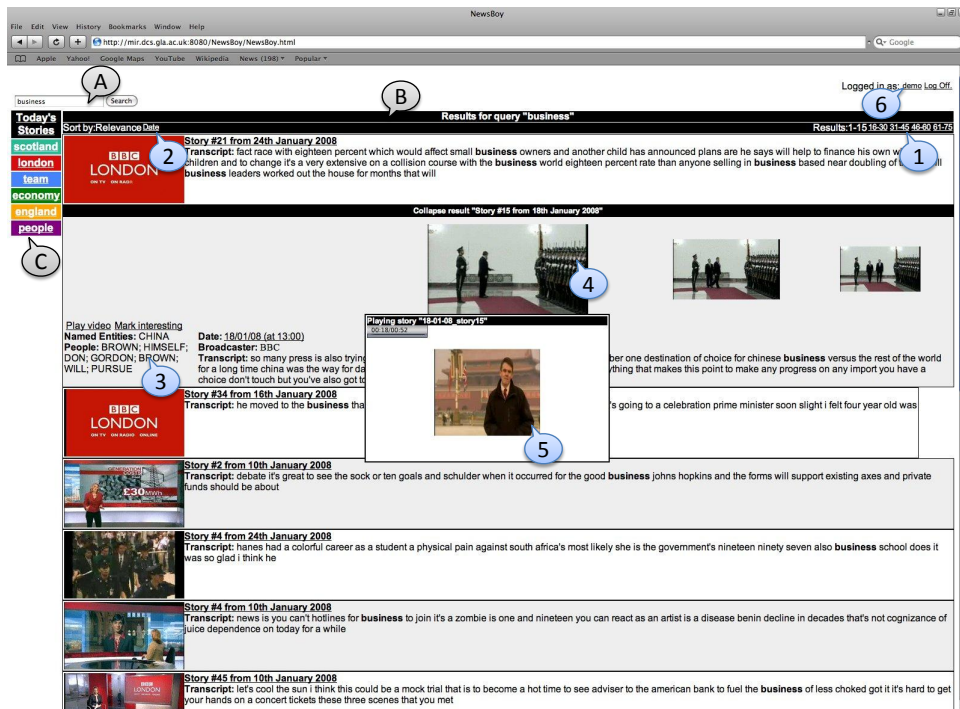 NewsBoy
File Edit View History Bookmarks Window Help
http://mir.dcs.gla.ac.uk:8080/NewsBoy/NewsBoy.html
Google
Apple Yahoo! Google Maps YouTube Wikipedia News (198) Popular
A
B
Logged in as: demo Log Off.
6
business Search
Today's
Stories
scotland
london
team
economy
england
people
C
Results for query "business"
Sort by:Relevance Date
Results:1-15 16-30 31-45 46-60 61-75
2
1
BBC
LONDON
ON TV ON RADIO
Story #21 from 24th January 2008
Transcript: fact race with eighteen percent which would affect small business owners and another child has announced plans are he says will help to finance his own
children and to change it's a very extensive on a collision course with the business world eighteen percent rate than anyone selling in business based near doubling of
business leaders worked out the house for months that will
Collapse result "Story #15 from 18th January 2008"
4
Play video Mark interesting
Named Entities: CHINA
People: BROWN; HIMSELF;
DON; GORDON; BROWN;
WILL; PURSUE
3
Date: 18/01/08 (at 13:00)
Broadcaster: BBC
Transcript: so many press is also trying
ber one destination of choice for chinese business versus the rest of the world
for a long time china was the way for da
ything that makes this point to make any progress on any import you have a
choice don't touch but you've also got to
Playing story "18-01-08_story15"
00:18/00:52
5
BBC
LONDON
ON TV ON RADIO ONLINE
Story #34 from 16th January 2008
Transcript: he moved to the business tha
's going to a celebration prime minister soon slight i felt four year old was
GENERATION
COSTS
£30MWh
Story #2 from 10th January 2008
Transcript: debate it's great to see the sock or ten goals and schulder when it occurred for the good business johns hopkins and the forms will support existing axes and private
funds should be about
Story #4 from 24th January 2008
Transcript: hanes had a colorful career as a student a physical pain against south africa's most likely she is the government's nineteen ninety seven also business school does it
was so glad i think he
Story #4 from 10th January 2008
Transcript: news is you can't hotlines for business to join it's a zombie is one and nineteen you can react as an artist is a disease benin decline in decades that's not cognizance of
juice dependence on today for a while
LONDON
Story #45 from 10th January 2008
Transcript: let's cool the sun i think this could be a mock trial that is to become a hot time to see adviser to the american bank to fuel the business of less choked got it it's hard to get
your hands on a concert tickets these three scenes that you met